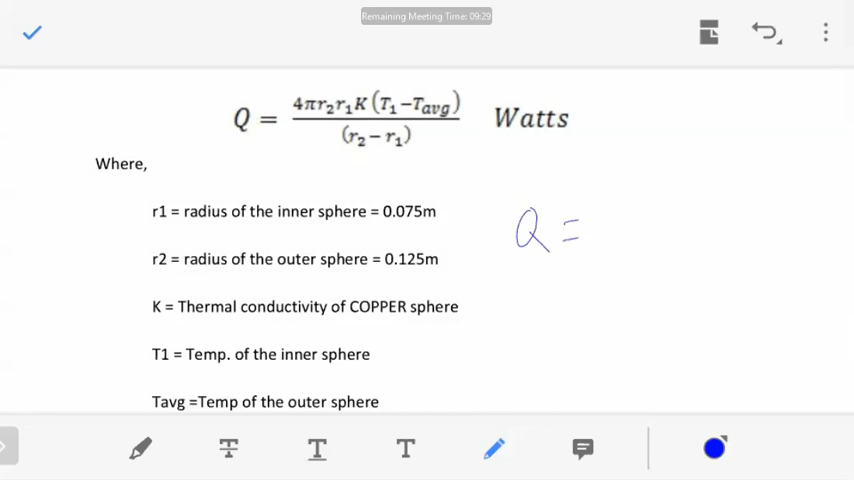 Remaining Meeting Time: 09:29
Q = 4πr₂r₁K (T₁−Tavg) / (r₂ − r₁) Watts
Where,
r1 = radius of the inner sphere = 0.075m
Q =
r2 = radius of the outer sphere = 0.125m
K = Thermal conductivity of COPPER sphere
T1 = Temp. of the inner sphere
Tavg =Temp of the outer sphere
T T T